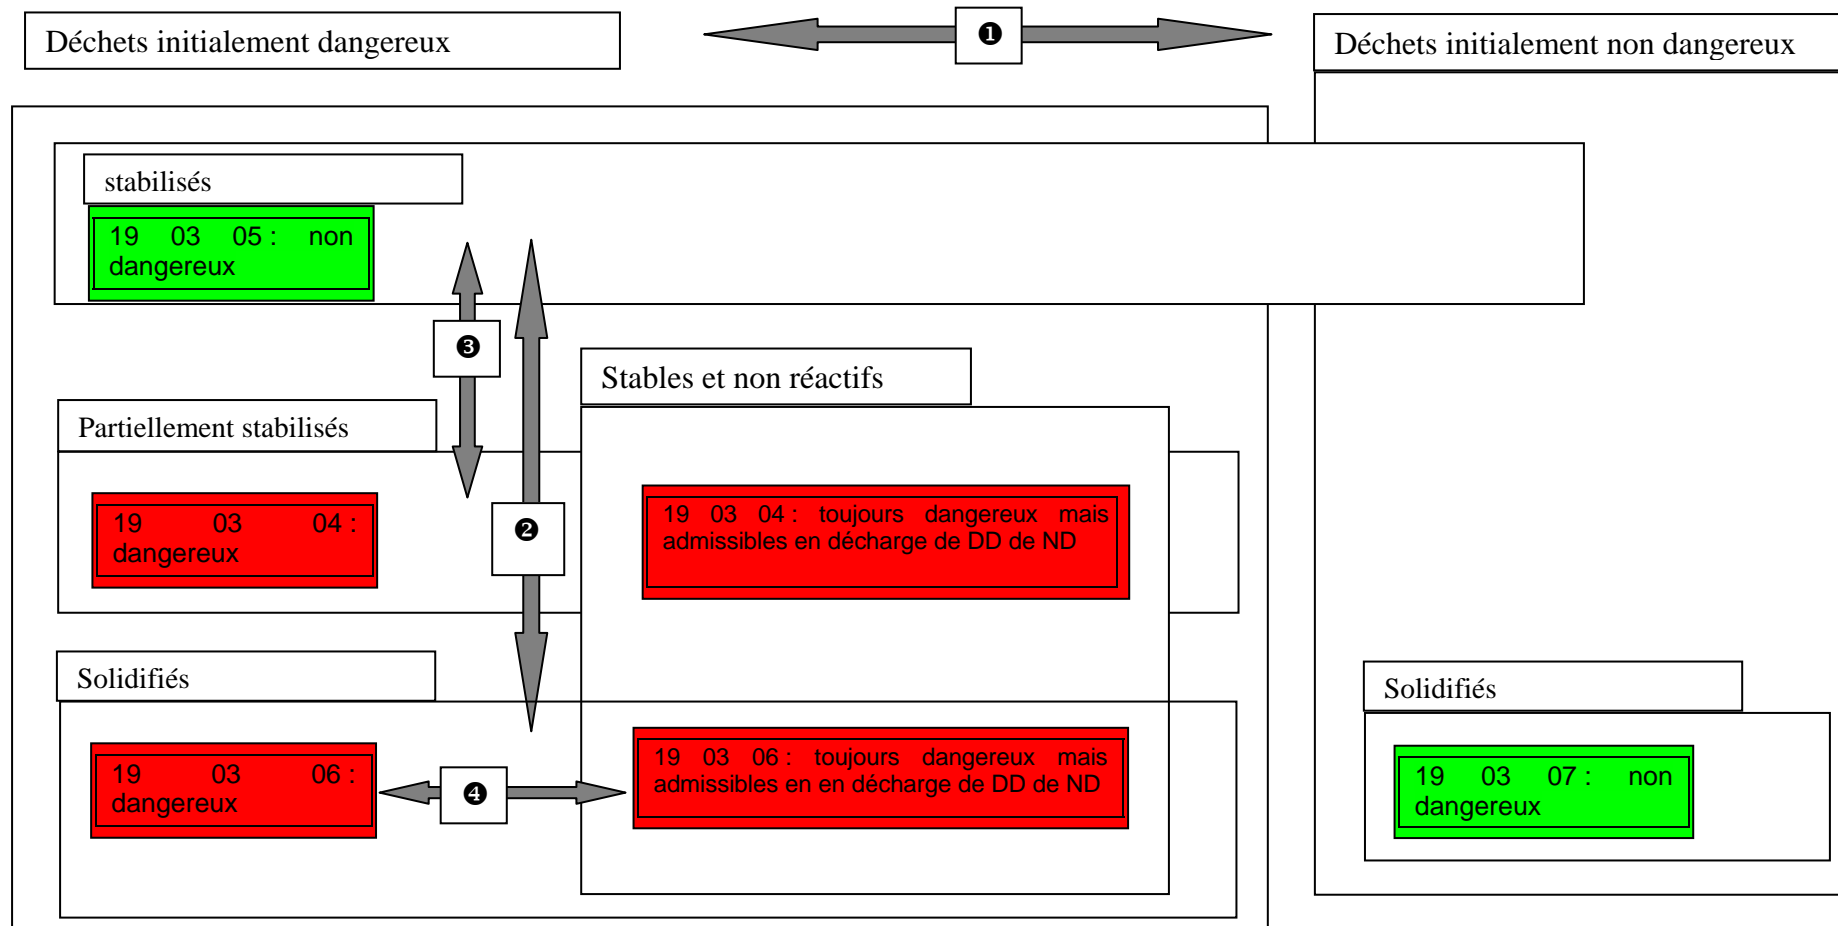 Déchets initialement dangereux
❶
Déchets initialement non dangereux
stabilisés
19 03 05 : non
dangereux
❸
Stables et non réactifs
Partiellement stabilisés
19 03 04 :
dangereux
❷
19 03 04 : toujours dangereux mais
admissibles en décharge de DD de ND
Solidifiés
Solidifiés
19 03 06 :
dangereux
❹
19 03 06 : toujours dangereux mais
admissibles en en décharge de DD de ND
19 03 07 : non
dangereux